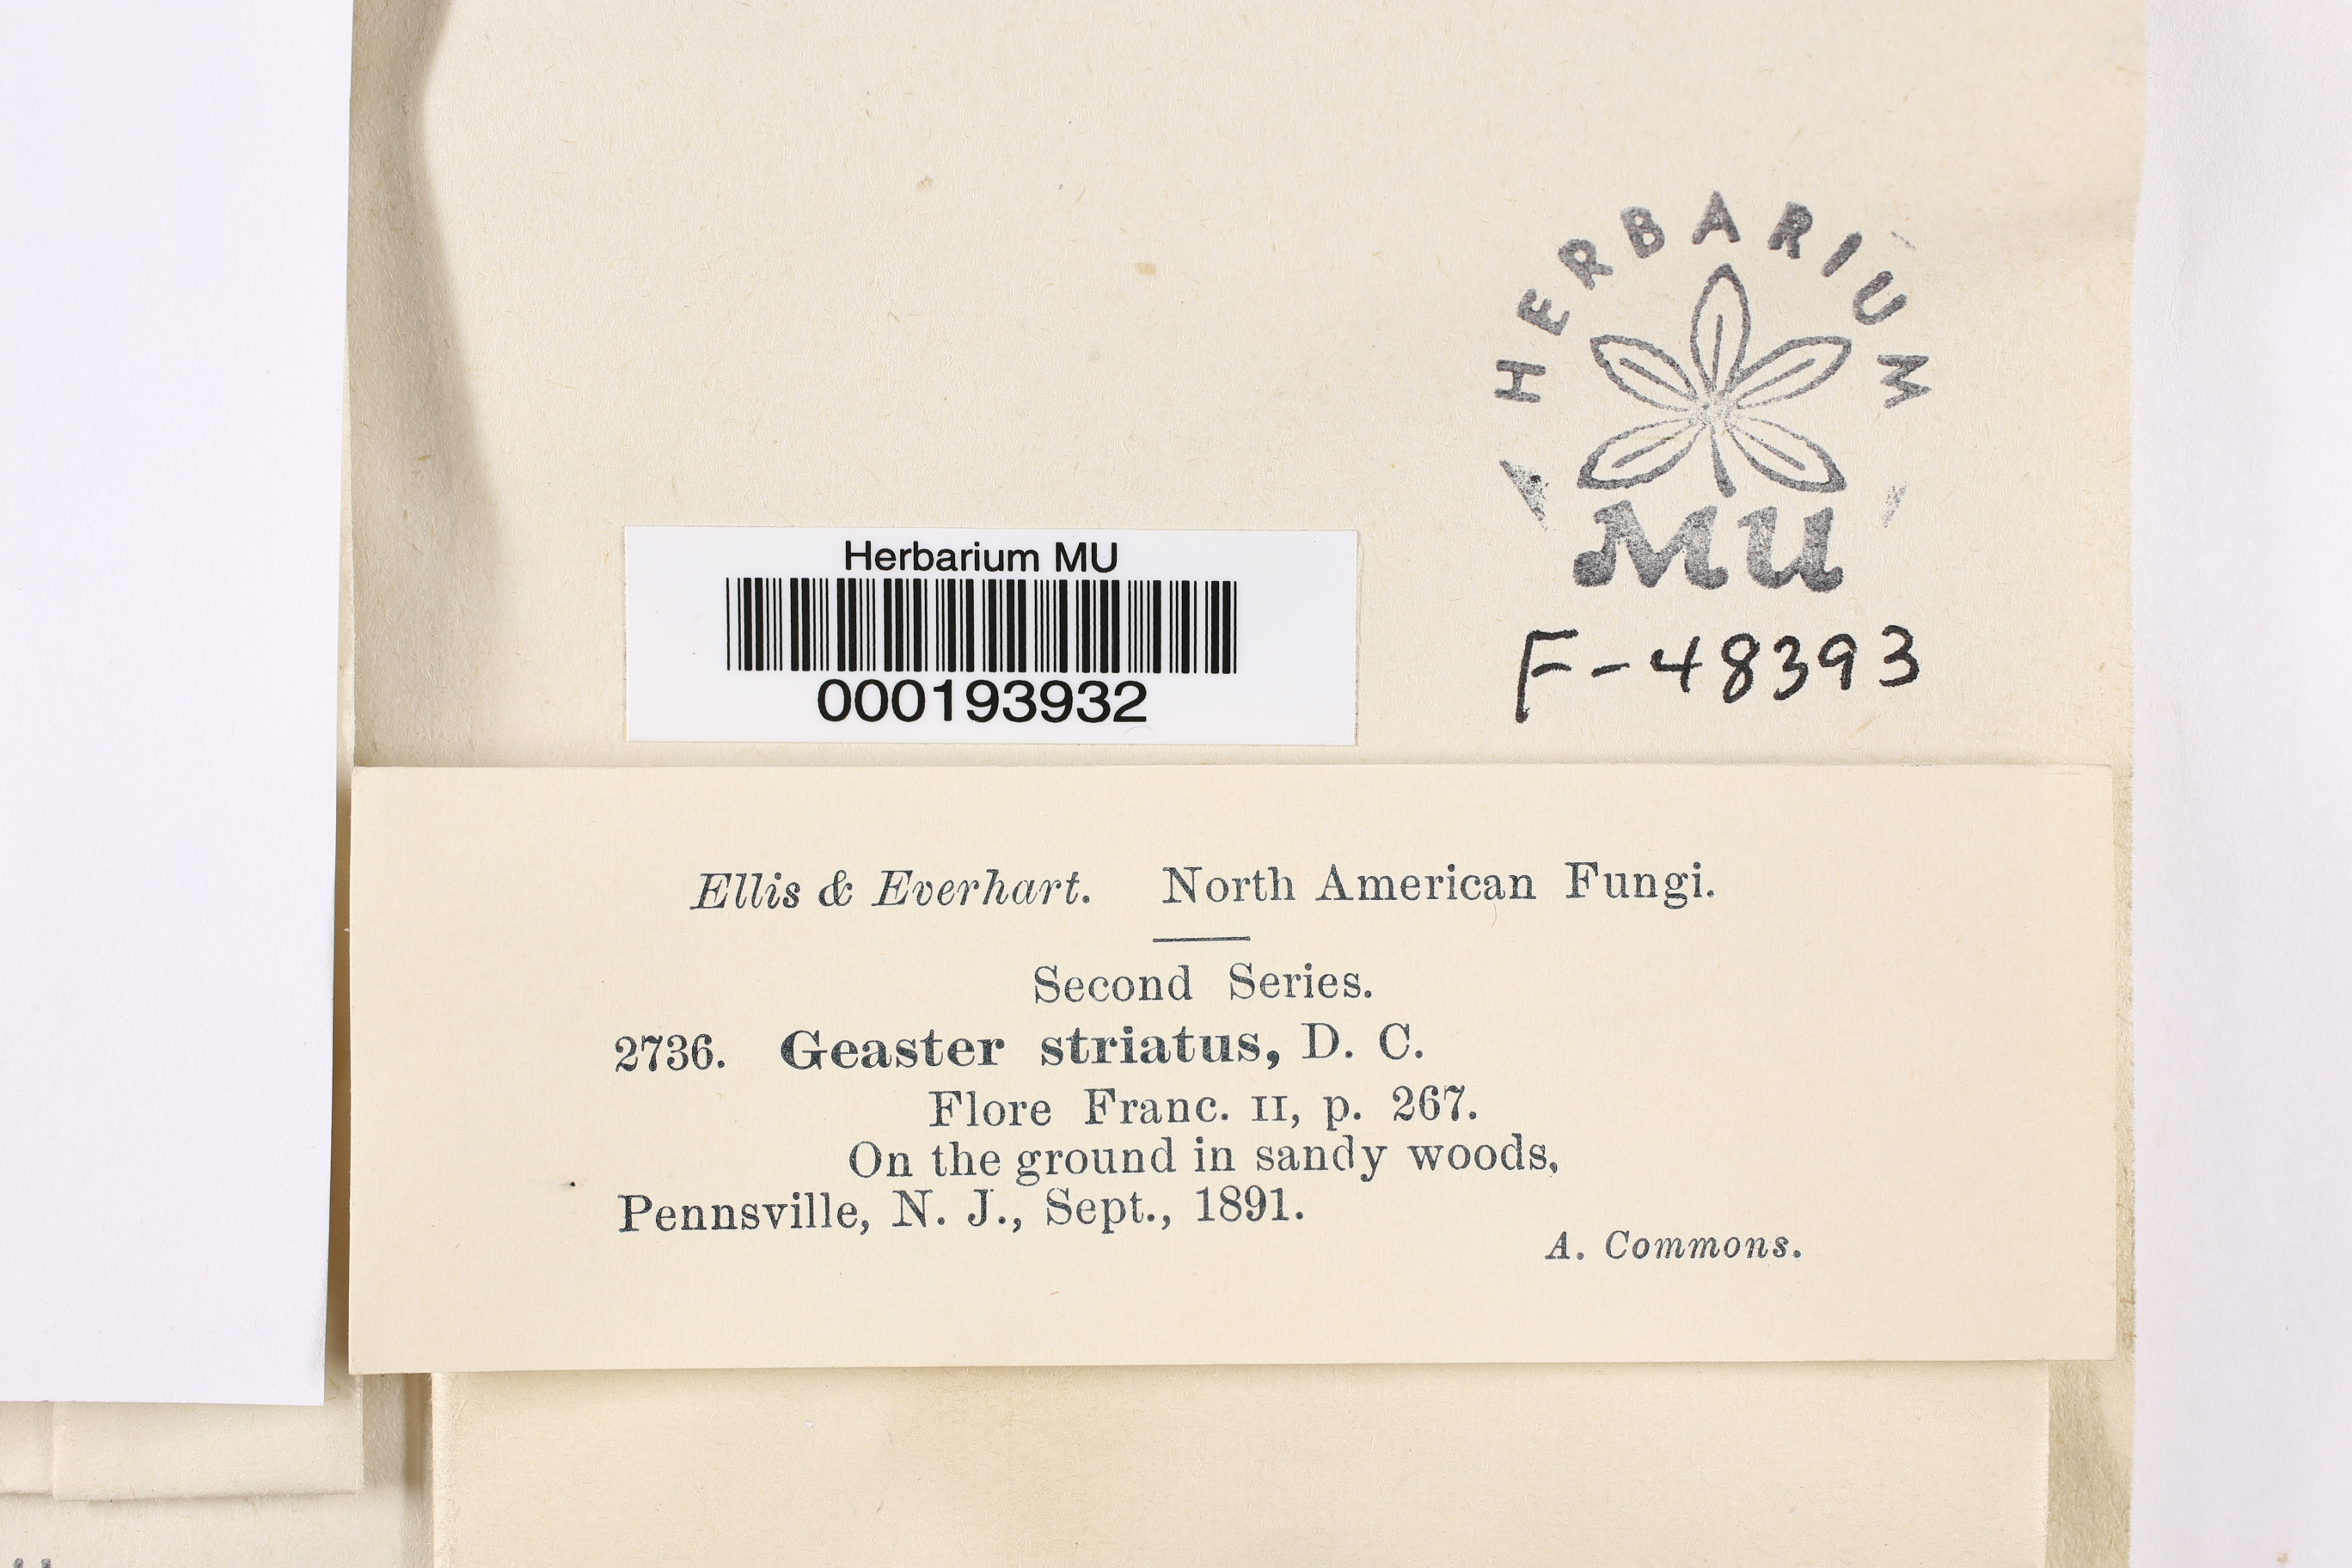 HERBARIUM
MU
F-48393
Herbarium MU
000193932
Ellis & Everhart. North American Fungi.
Second Series.
2736. Geaster striatus, D. C.
Flore Franc. II, p. 267.
On the ground in sandy woods,
Pennsville, N. J., Sept., 1891.
A. Commons.